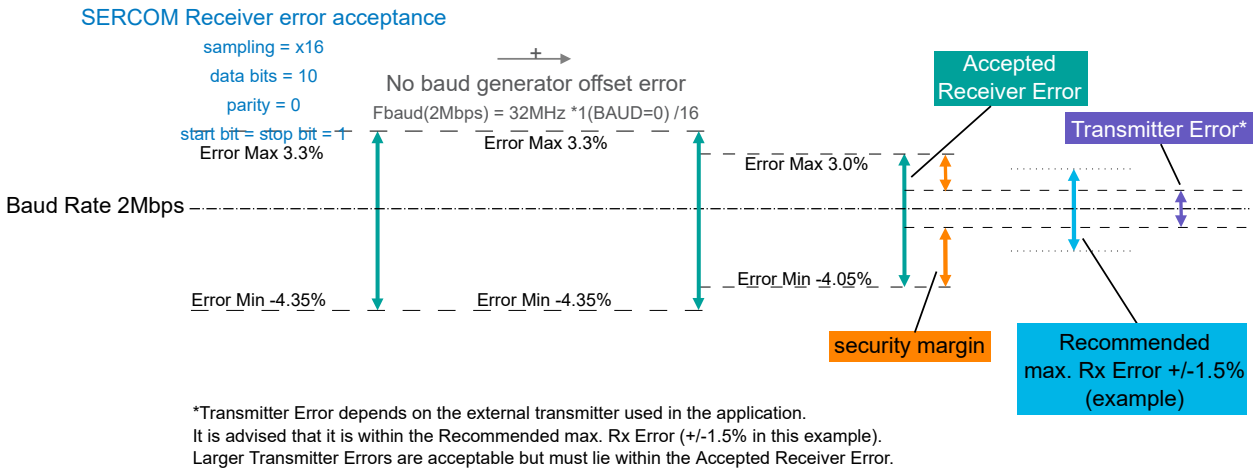 SERCOM Receiver error acceptance
sampling = x16
data bits = 10
parity = 0
start bit = stop bit = 1
+
No baud generator offset error
Fbaud(2Mbps) = 32MHz *1(BAUD=0) /16
Accepted
Receiver Error
Transmitter Error*
Error Max 3.3%
Error Max 3.3%
Error Max 3.0%
Baud Rate 2Mbps
Error Min -4.35%
Error Min -4.35%
Error Min -4.05%
security margin
Recommended
max. Rx Error +/-1.5%
(example)
*Transmitter Error depends on the external transmitter used in the application.
It is advised that it is within the Recommended max. Rx Error (+/-1.5% in this example).
Larger Transmitter Errors are acceptable but must lie within the Accepted Receiver Error.